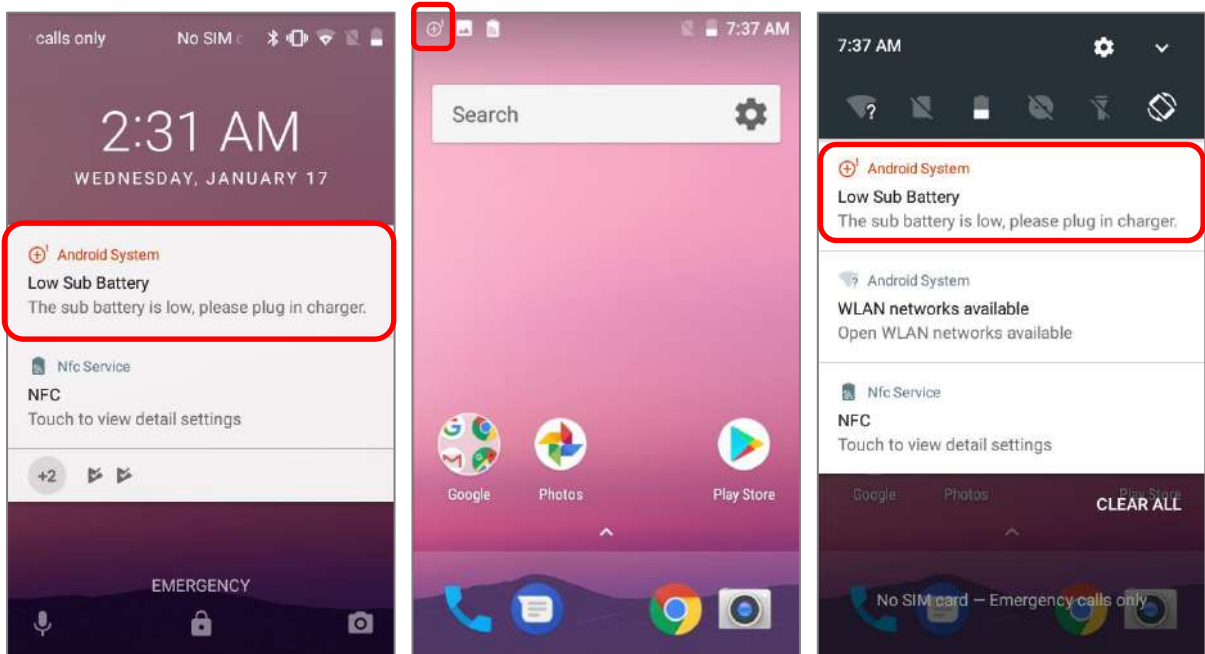 calls only No SIM c
2:31 AM
WEDNESDAY, JANUARY 17
Android System
Low Sub Battery
The sub battery is low, please plug in charger.
Nfc Service
NFC
Touch to view detail settings
+2
EMERGENCY
7:37 AM
Search
Google Photos Play Store
7:37 AM
Android System
Low Sub Battery
The sub battery is low, please plug in charger.
Android System
WLAN networks available
Open WLAN networks available
Nfc Service
NFC
Touch to view detail settings
Google Photos Play Store
CLEAR ALL
No SIM card — Emergency calls only